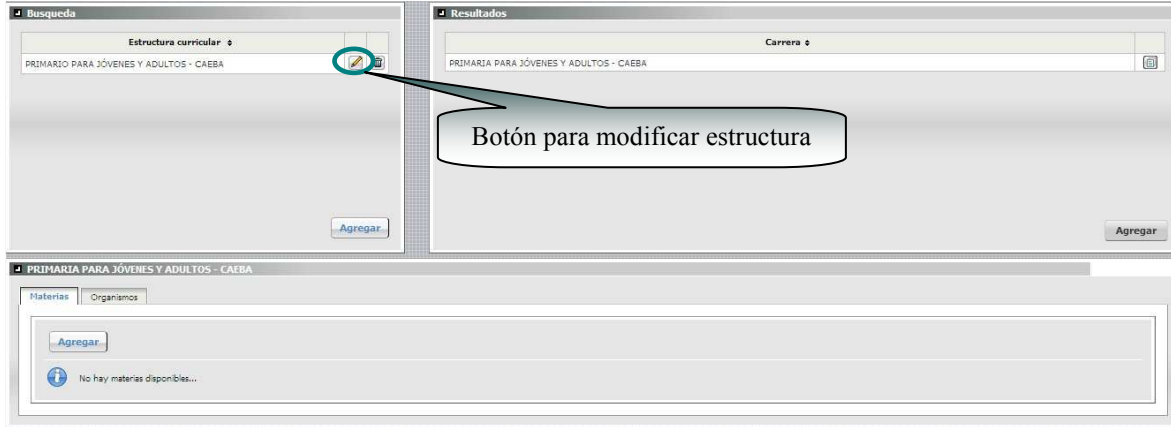 Busqueda
Estructura curricular
PRIMARIO PARA JÓVENES Y ADULTOS - CAEBA
Agregar
Resultados
Carrera
PRIMARIA PARA JÓVENES Y ADULTOS - CAEBA
Botón para modificar estructura
Agregar
PRIMARIA PARA JÓVENES Y ADULTOS - CAEBA
Materias Organismos
Agregar
No hay materias disponibles...